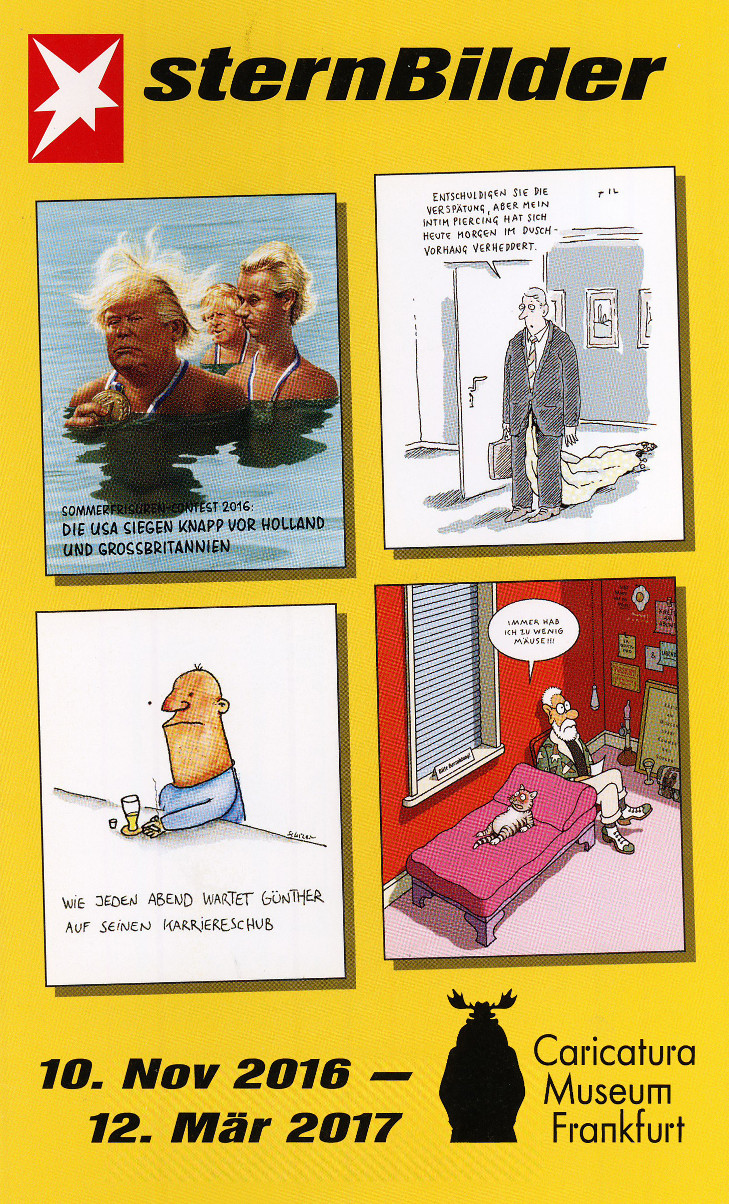 sternBilder
ENTSCHULDIGEN SIE DIE
VERSPÄTUNG, ABER MEIN
INTIM PIERCING HAT SICH
HEUTE MORGEN IM DUSCH-
VORHANG VERHEDDERT.
TIL
SOMMERFRISUREN-CONTEST 2016:
DIE USA SIEGEN KNAPP VOR HOLLAND
UND GROSSBRITANNIEN
IMMER HAB
ICH ZU WENIG
MÄUSE!!!
WIE JEDEN ABEND WARTET GÜNTHER
AUF SEINEN KARRIERESCHUB
10. Nov 2016 —
12. Mär 2017
Caricatura
Museum
Frankfurt